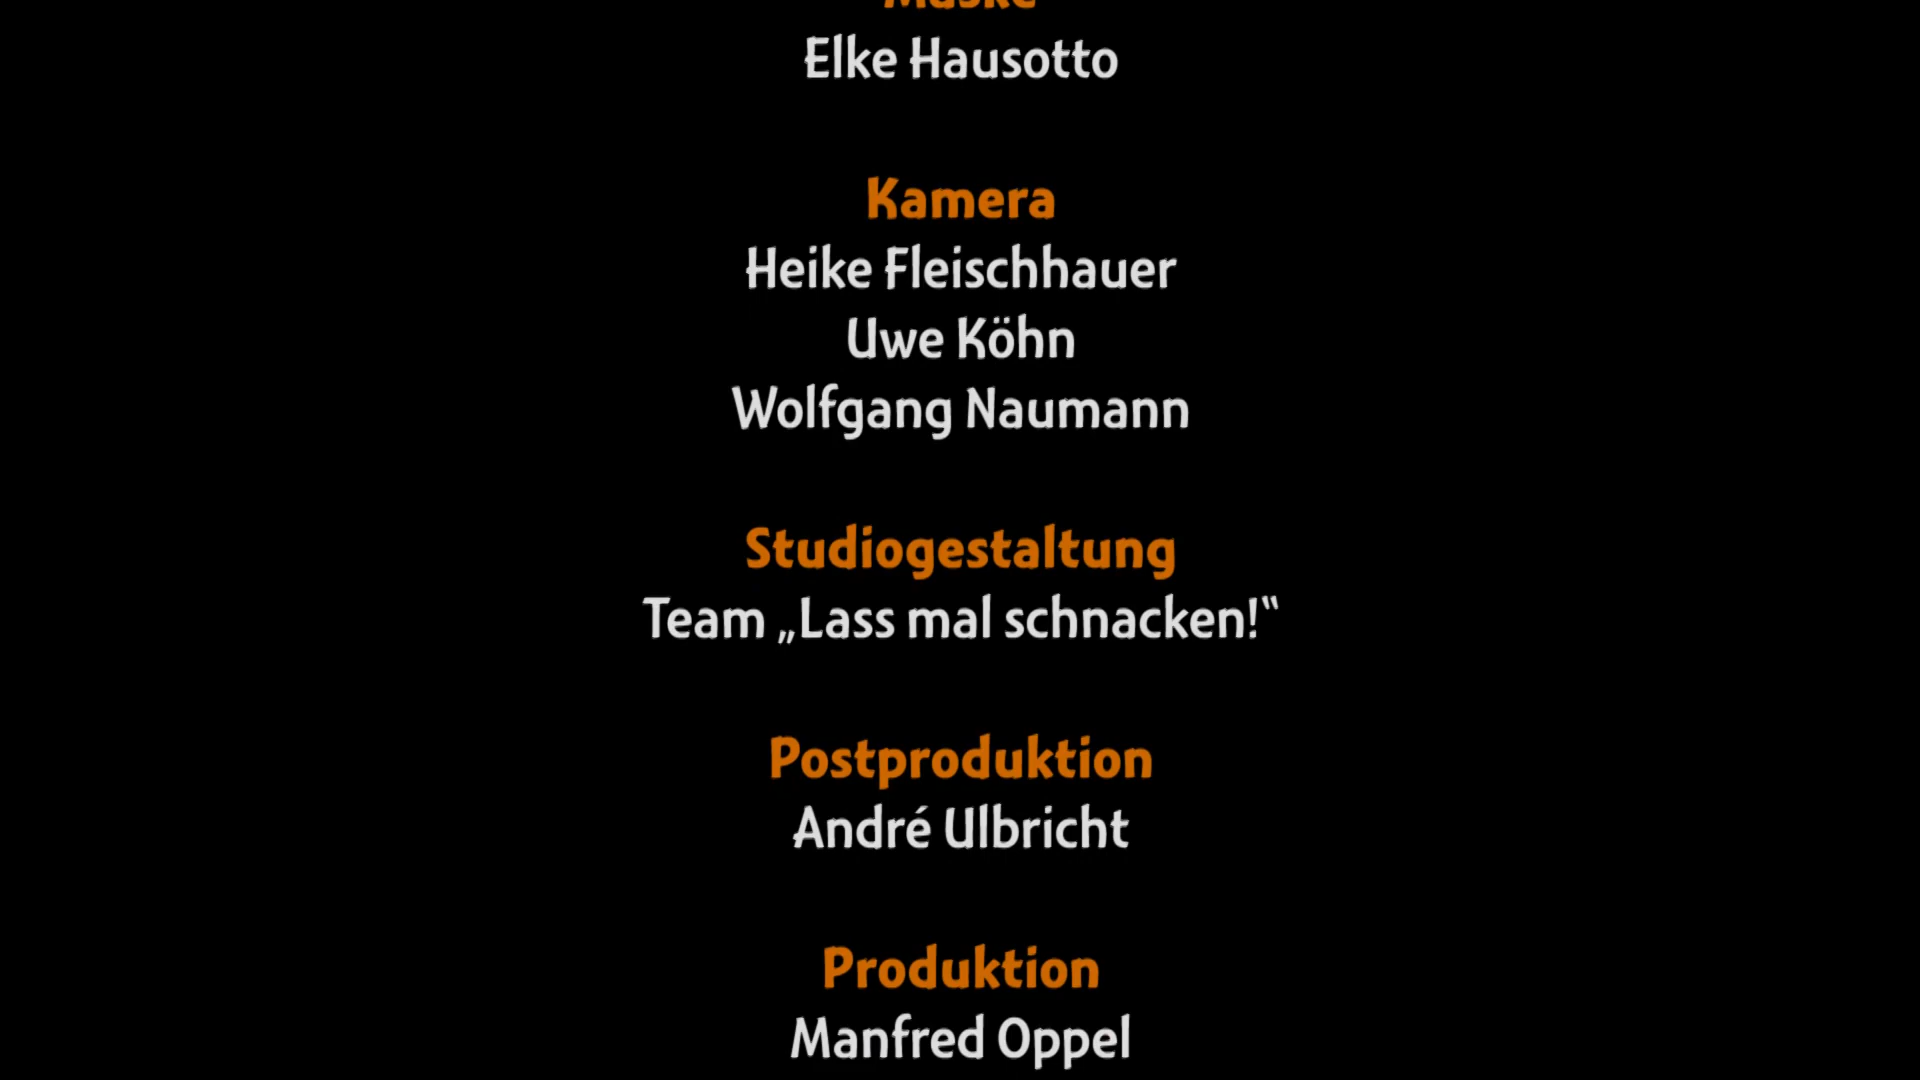 Maske
Elke Hausotto
Kamera
Heike Fleischhauer
Uwe Köhn
Wolfgang Naumann
Studiogestaltung
Team „Lass mal schnacken!“
Postproduktion
André Ulbricht
Produktion
Manfred Oppel